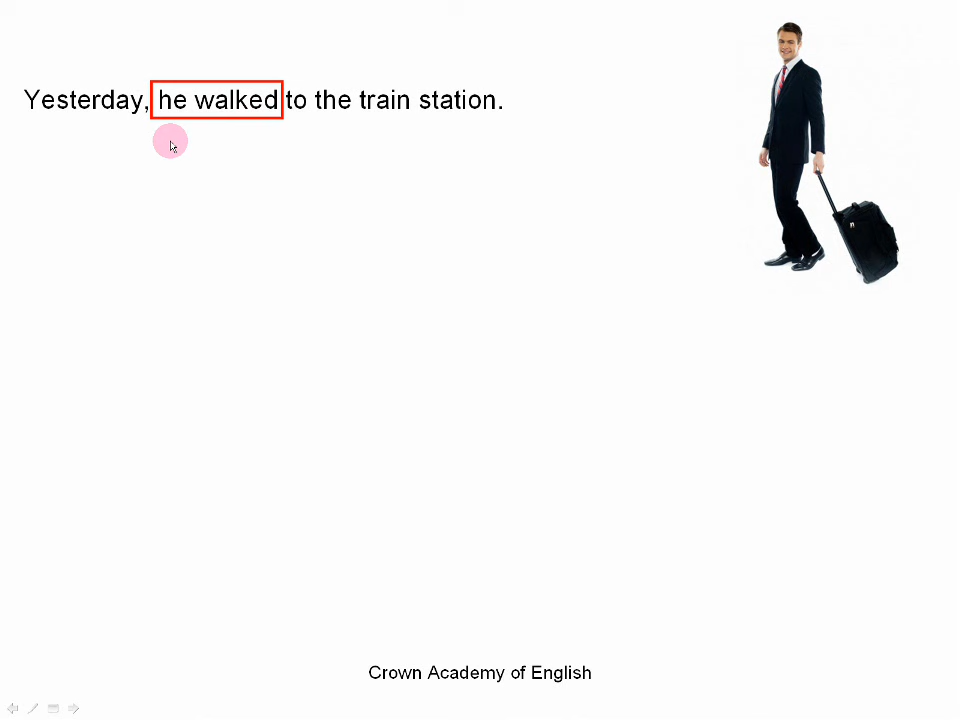 Yesterday, he walked to the train station.
Crown Academy of English